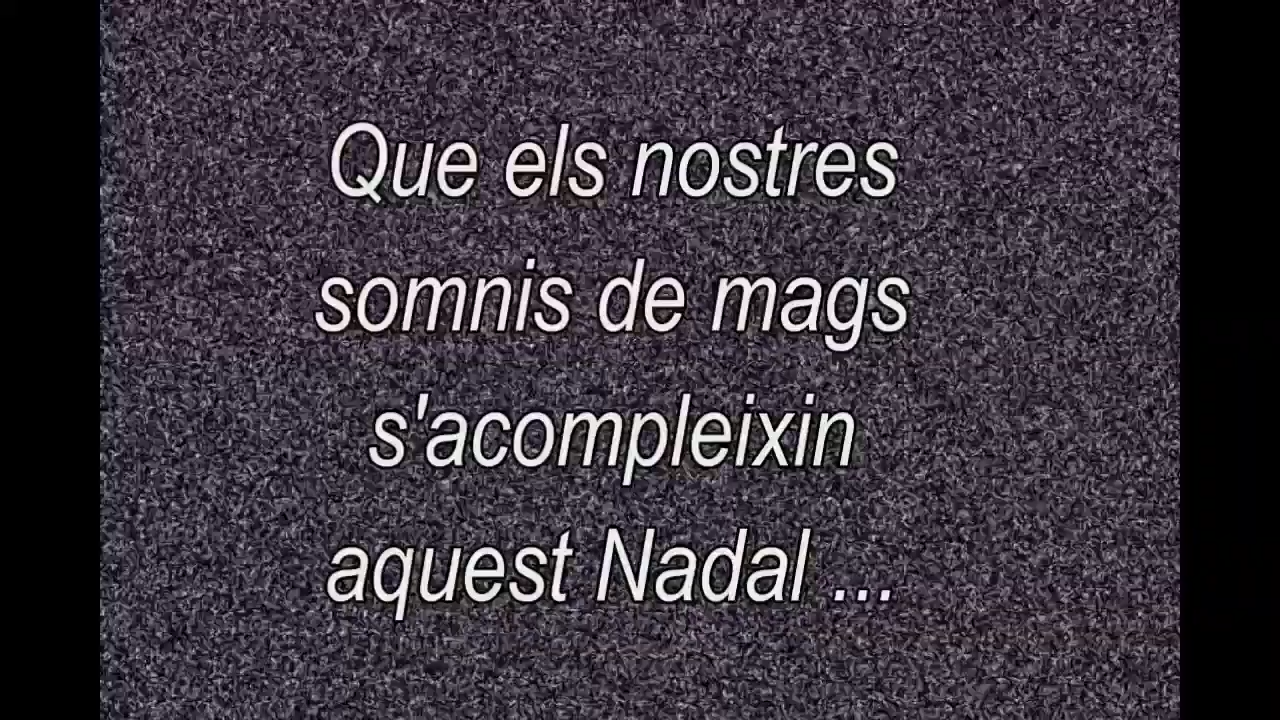 Que els nostres
somnis de mags
s'acompleixin
aquest Nadal ...